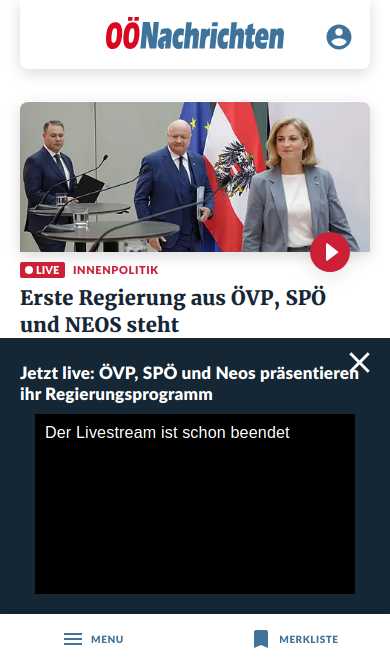 OÖNachrichten
LIVE INNENPOLITIK
Erste Regierung aus ÖVP, SPÖ
und NEOS steht
Jetzt live: ÖVP, SPÖ und Neos präsentieren
ihr Regierungsprogramm
Der Livestream ist schon beendet
MENU MERKLISTE